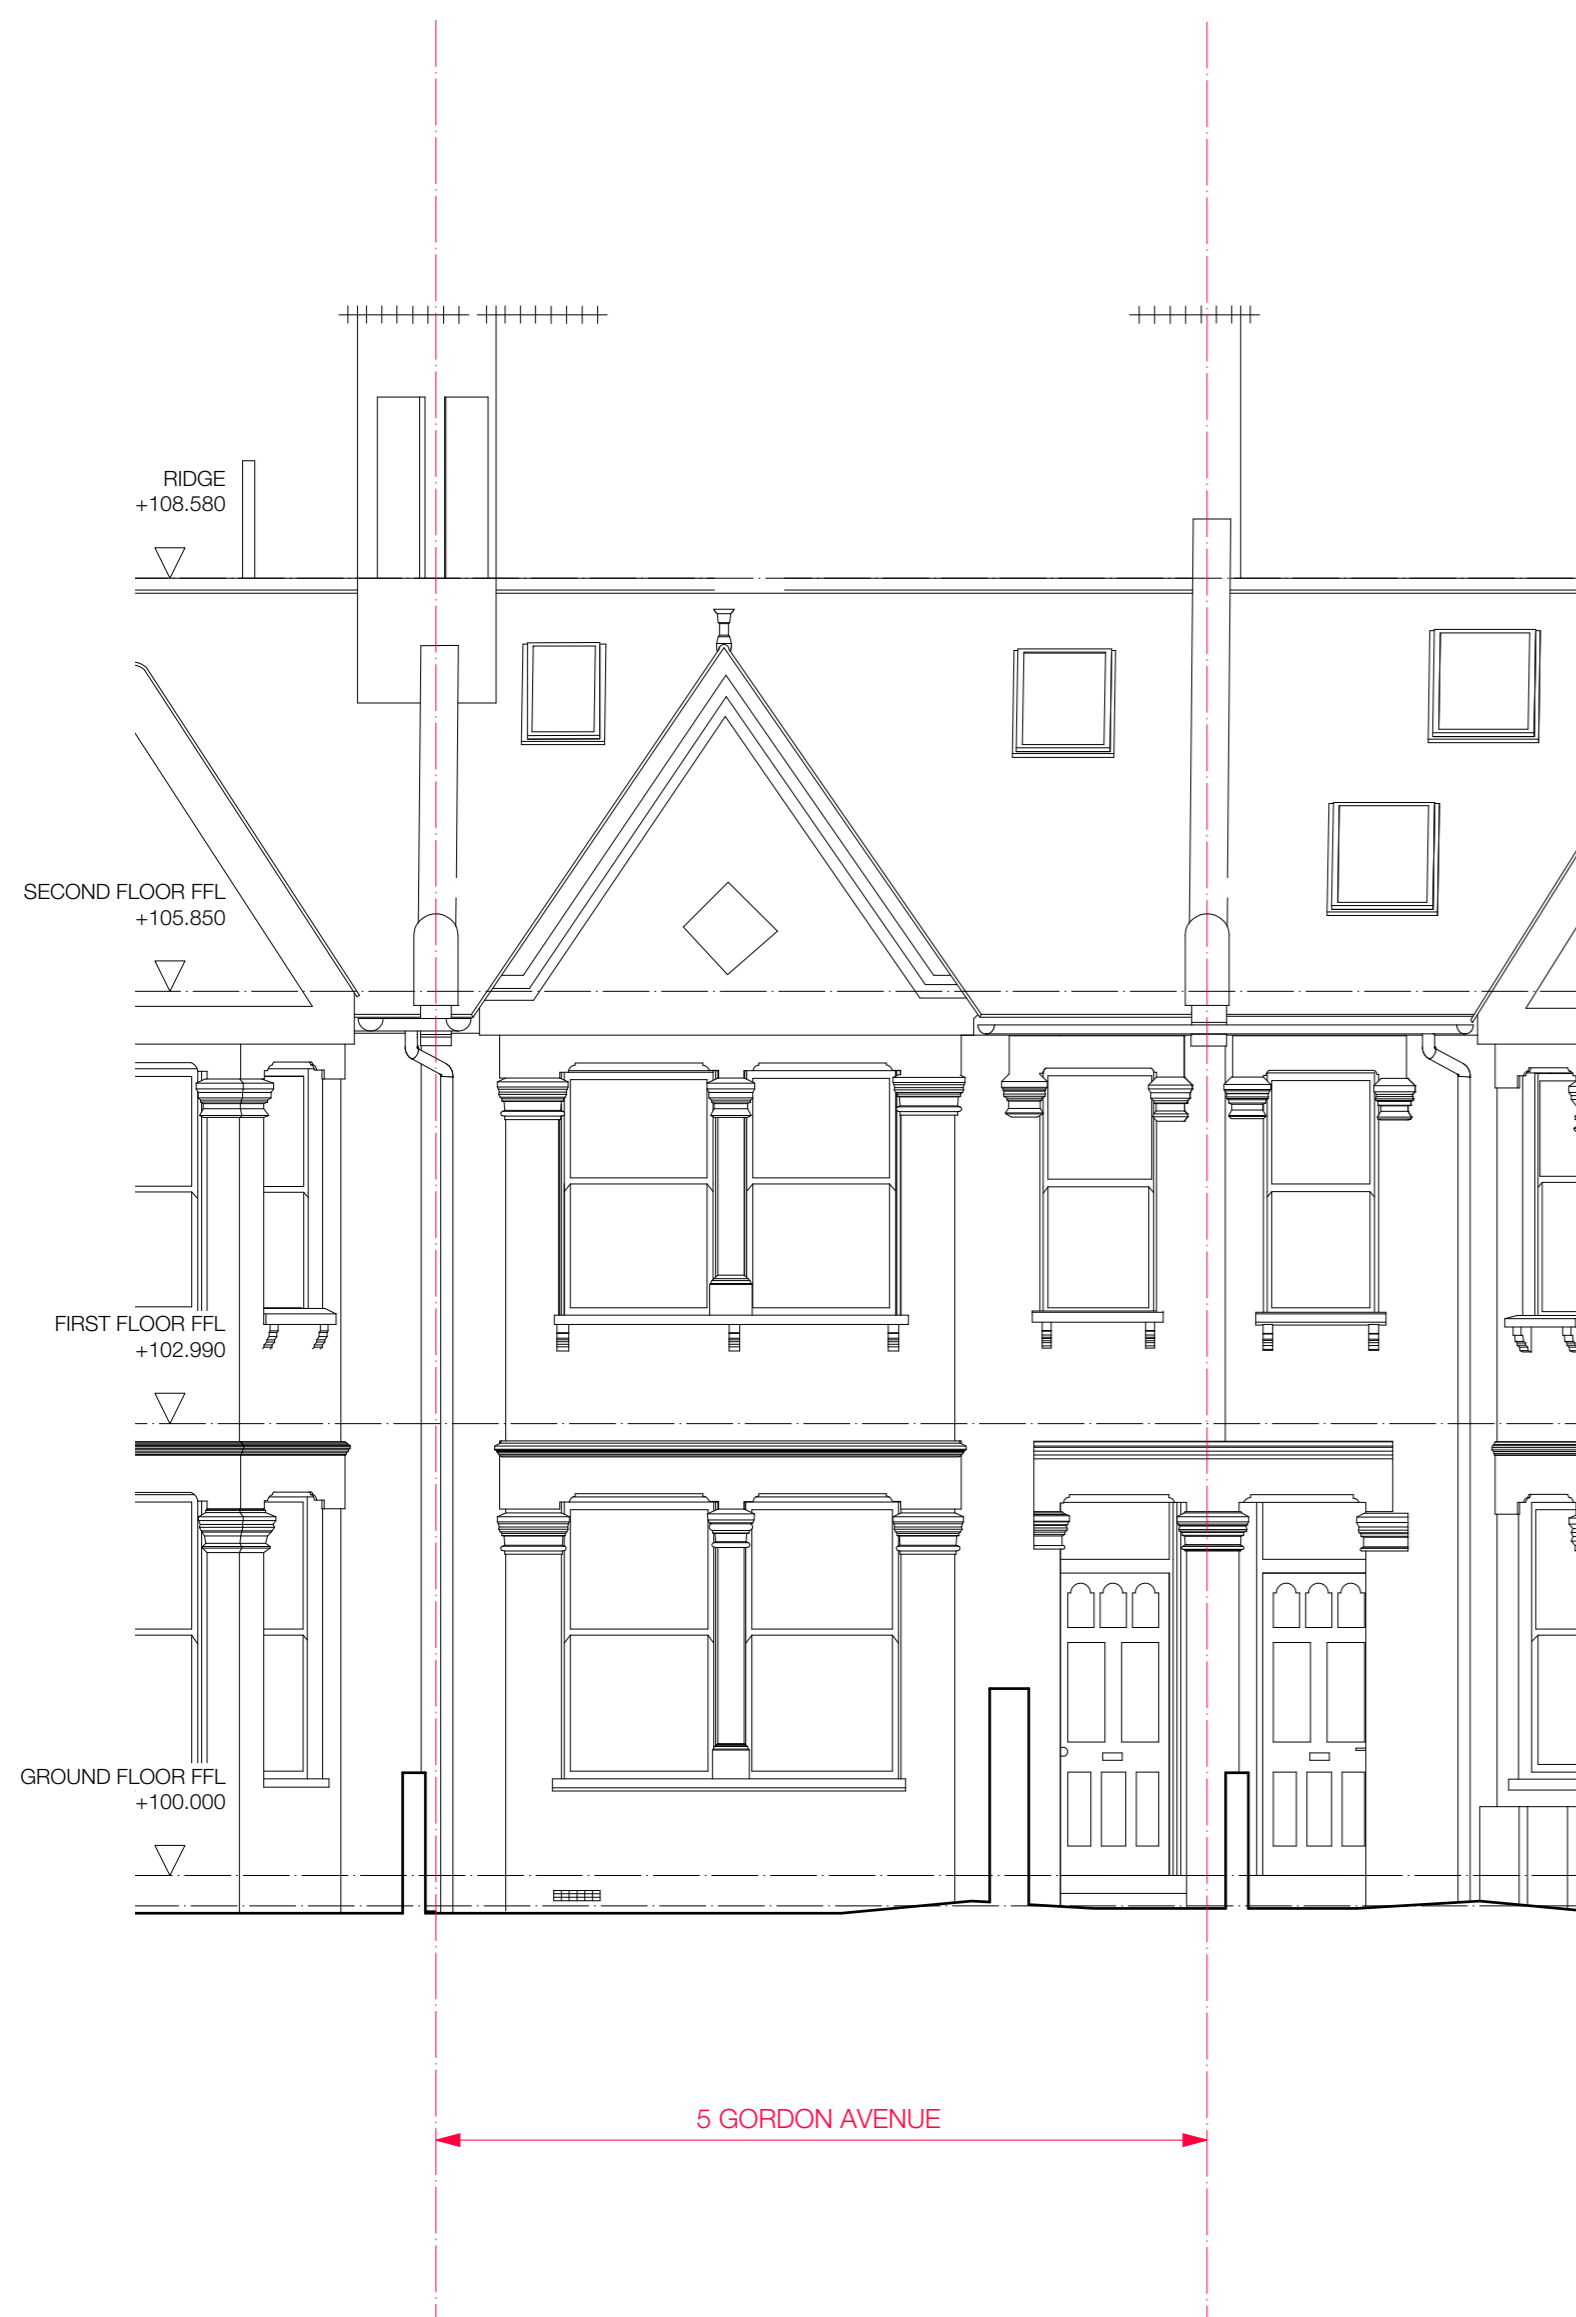 RIDGE
+108.580
SECOND FLOOR FFL
+105.850
FIRST FLOOR FFL
+102.990
GROUND FLOOR FFL
+100.000
5 GORDON AVENUE